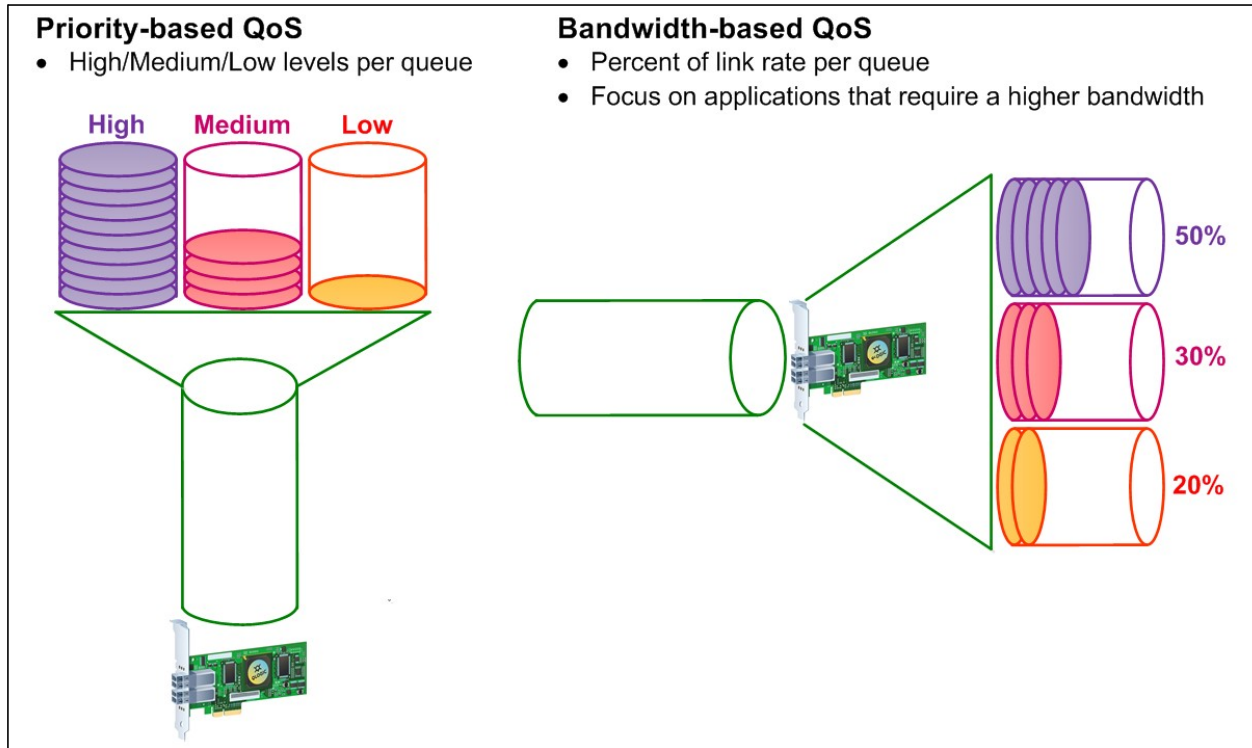 Priority-based QoS
• High/Medium/Low levels per queue
High Medium Low
QLOGIC
Bandwidth-based QoS
• Percent of link rate per queue
• Focus on applications that require a higher bandwidth
50%
30%
20%